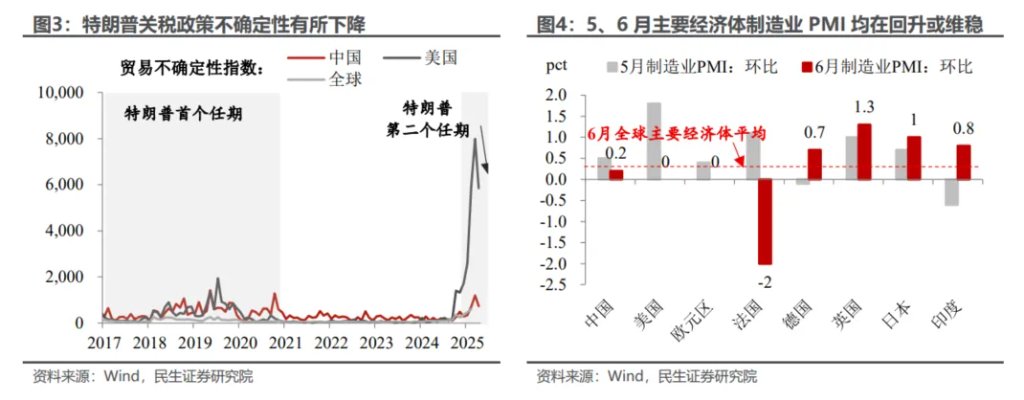 图3：特朗普关税政策不确定性有所下降
贸易不确定性指数：
中国
美国
全球
10,000
8,000
6,000
4,000
2,000
0
特朗普首个任期
特朗普
第二个任期
2017
2018
2019
2020
2021
2022
2023
2024
2025
资料来源：Wind，民生证券研究院
图4：5、6月主要经济体制造业 PMI 均在回升或维稳
pct
5月制造业PMI：环比
6月制造业PMI：环比
2.0
1.5
1.0
0.5
0.0
-0.5
-1.0
-1.5
-2.0
-2.5
6月全球主要经济体平均
0.2
0
0
-2
0.7
1.3
1
0.8
中国
美国
欧元区
法国
德国
英国
日本
印度
资料来源：Wind，民生证券研究院